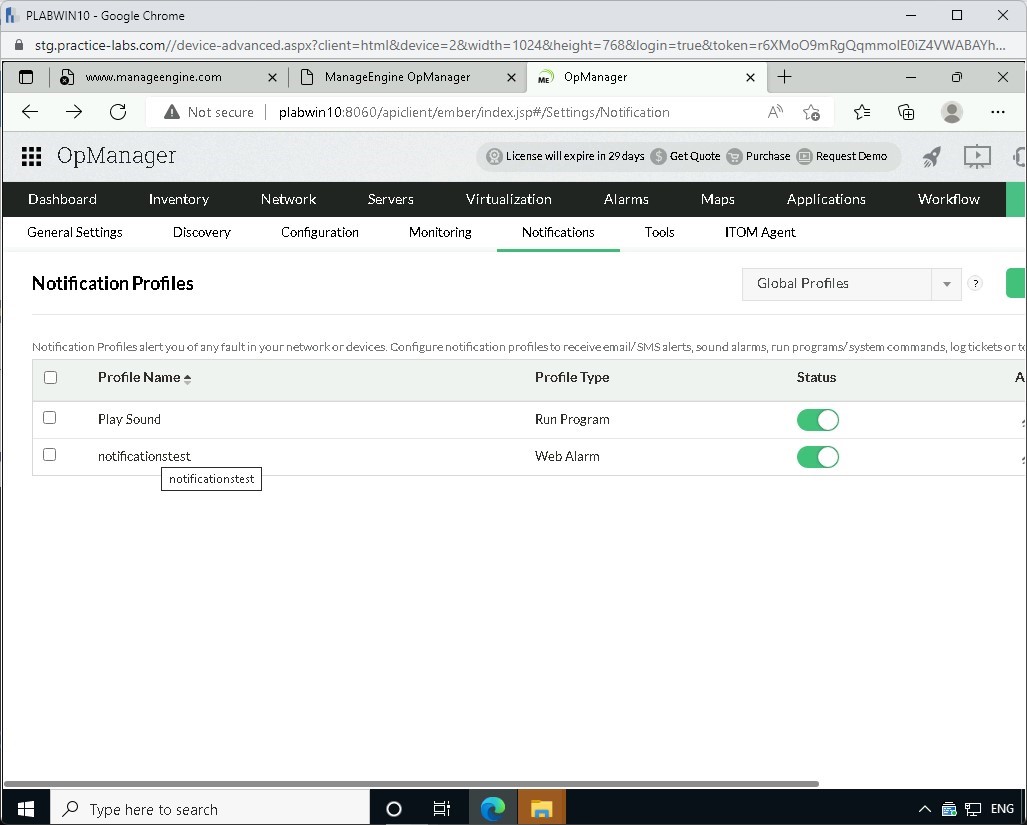 PLABWIN10 - Google Chrome
stg.practice-labs.com//device-advanced.aspx?client=html&device=2&width=1024&height=768&login=true&token=r6XMoO9mRgQqmmoIE0iZ4VWABAYh...
www.manageengine.com
ManageEngine OpManager
ME OpManager
Not secure plabwin10:8060/apiclient/ember/index.jsp#/Settings/Notification
OpManager
License will expire in 29 days Get Quote Purchase Request Demo
Dashboard Inventory Network Servers Virtualization Alarms Maps Applications Workflow
General Settings Discovery Configuration Monitoring Notifications Tools ITOM Agent
Notification Profiles
Global Profiles
?
Notification Profiles alert you of any fault in your network or devices. Configure notification profiles to receive email/SMS alerts, sound alarms, run programs/system commands, log tickets or to
Profile Name Profile Type Status A
Play Sound Run Program
notificationstest Web Alarm
notificationstest
Type here to search
ENG